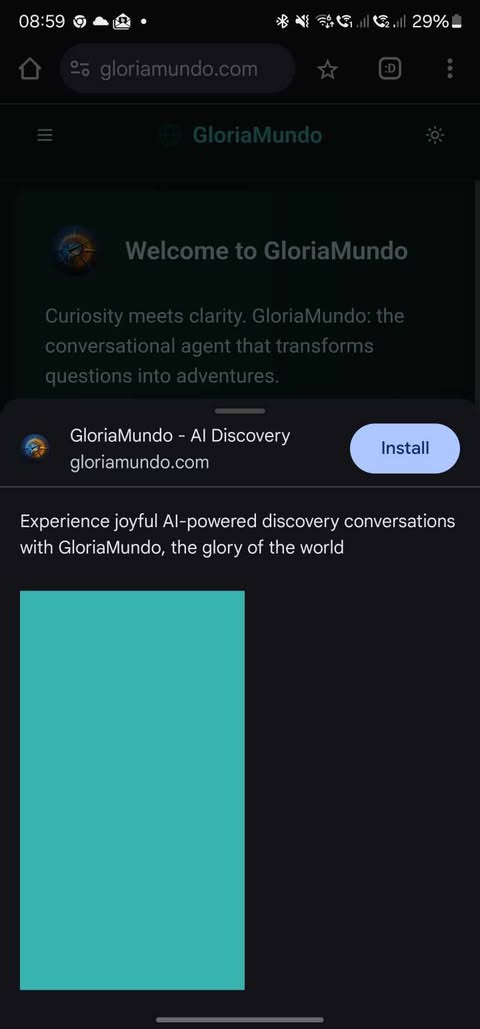 08:59
29%
gloriamundo.com
:D
GloriaMundo
Welcome to GloriaMundo
Curiosity meets clarity. GloriaMundo: the
conversational agent that transforms
questions into adventures.
GloriaMundo - AI Discovery
gloriamundo.com
Install
Experience joyful AI-powered discovery conversations
with GloriaMundo, the glory of the world